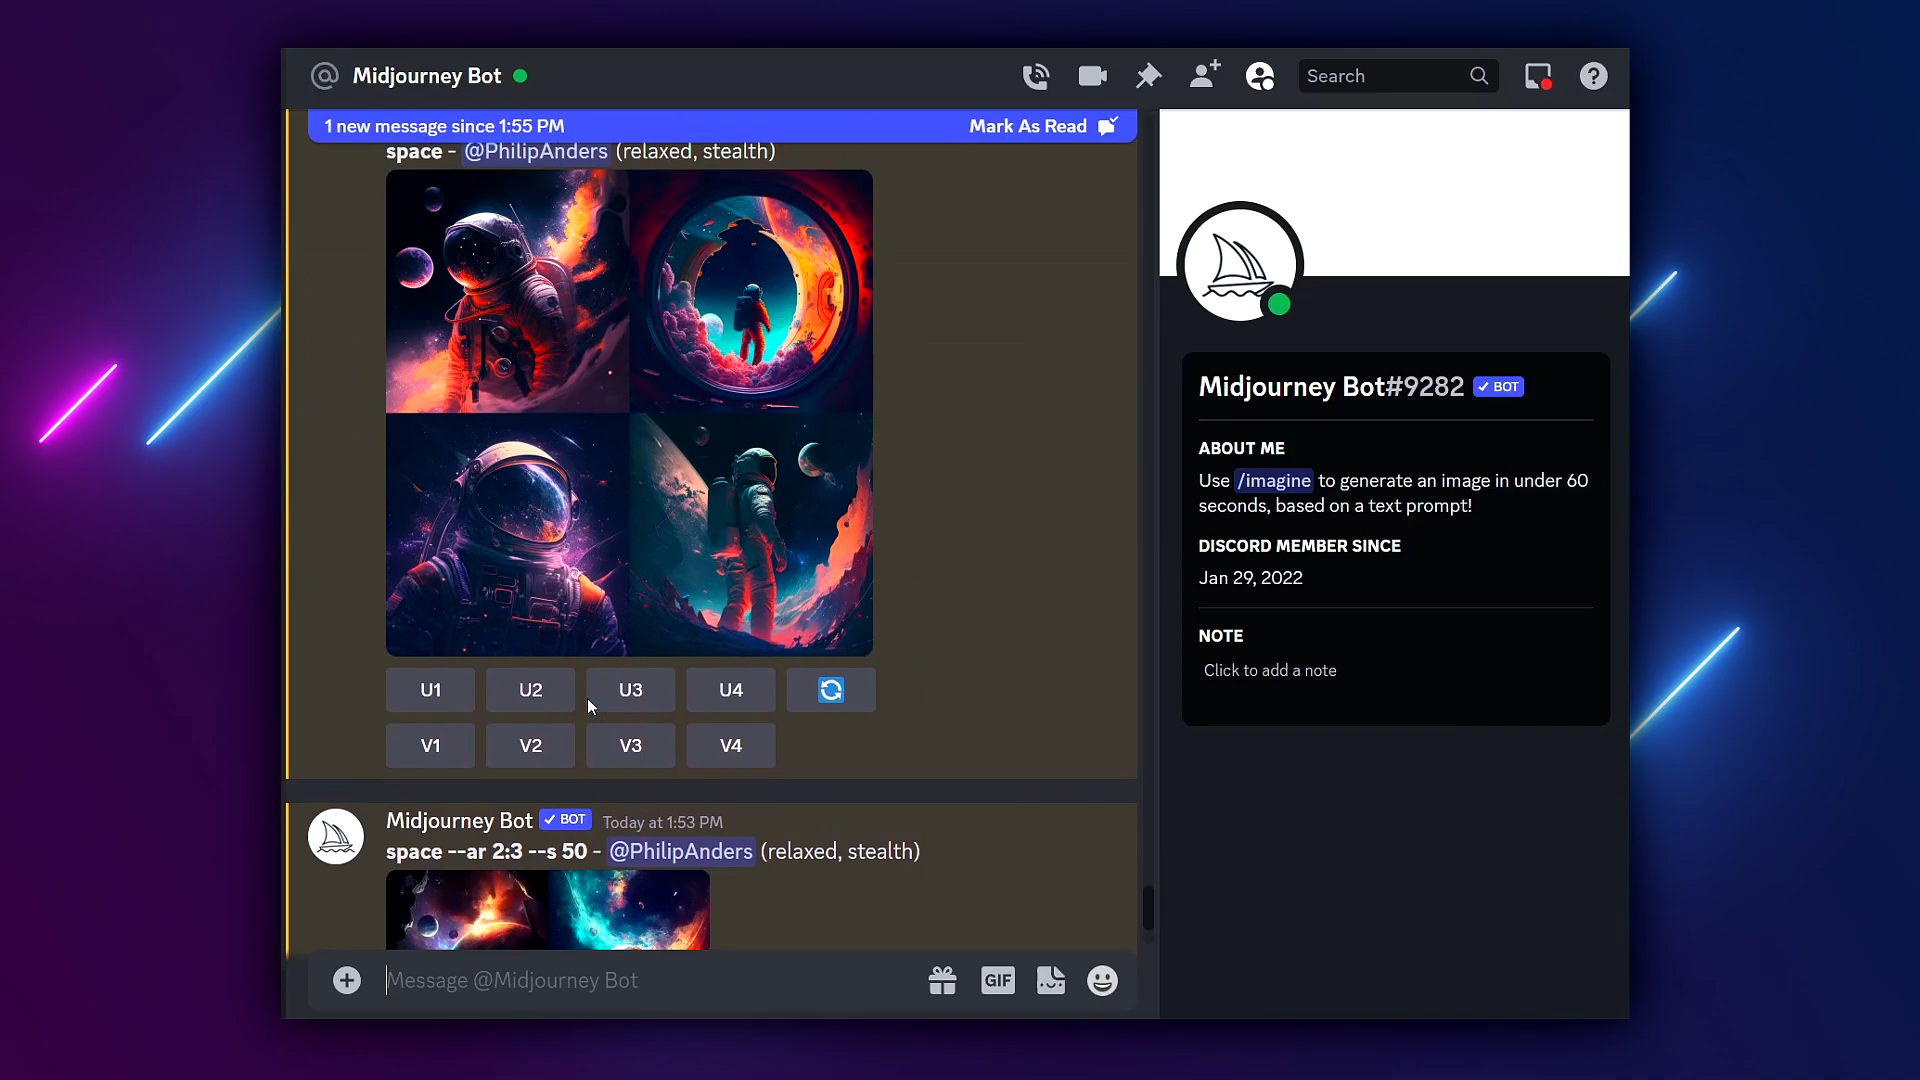 Midjourney Bot
Search
1 new message since 1:55 PM
Mark As Read
space - @PhilipAnders (relaxed, stealth)
U1 U2 U3 U4
V1 V2 V3 V4
Midjourney Bot ✓ BOT Today at 1:53 PM
space --ar 2:3 --s 50 - @PhilipAnders (relaxed, stealth)
Message @Midjourney Bot
GIF
Midjourney Bot#9282 ✓ BOT
ABOUT ME
Use /imagine to generate an image in under 60
seconds, based on a text prompt!
DISCORD MEMBER SINCE
Jan 29, 2022
NOTE
Click to add a note